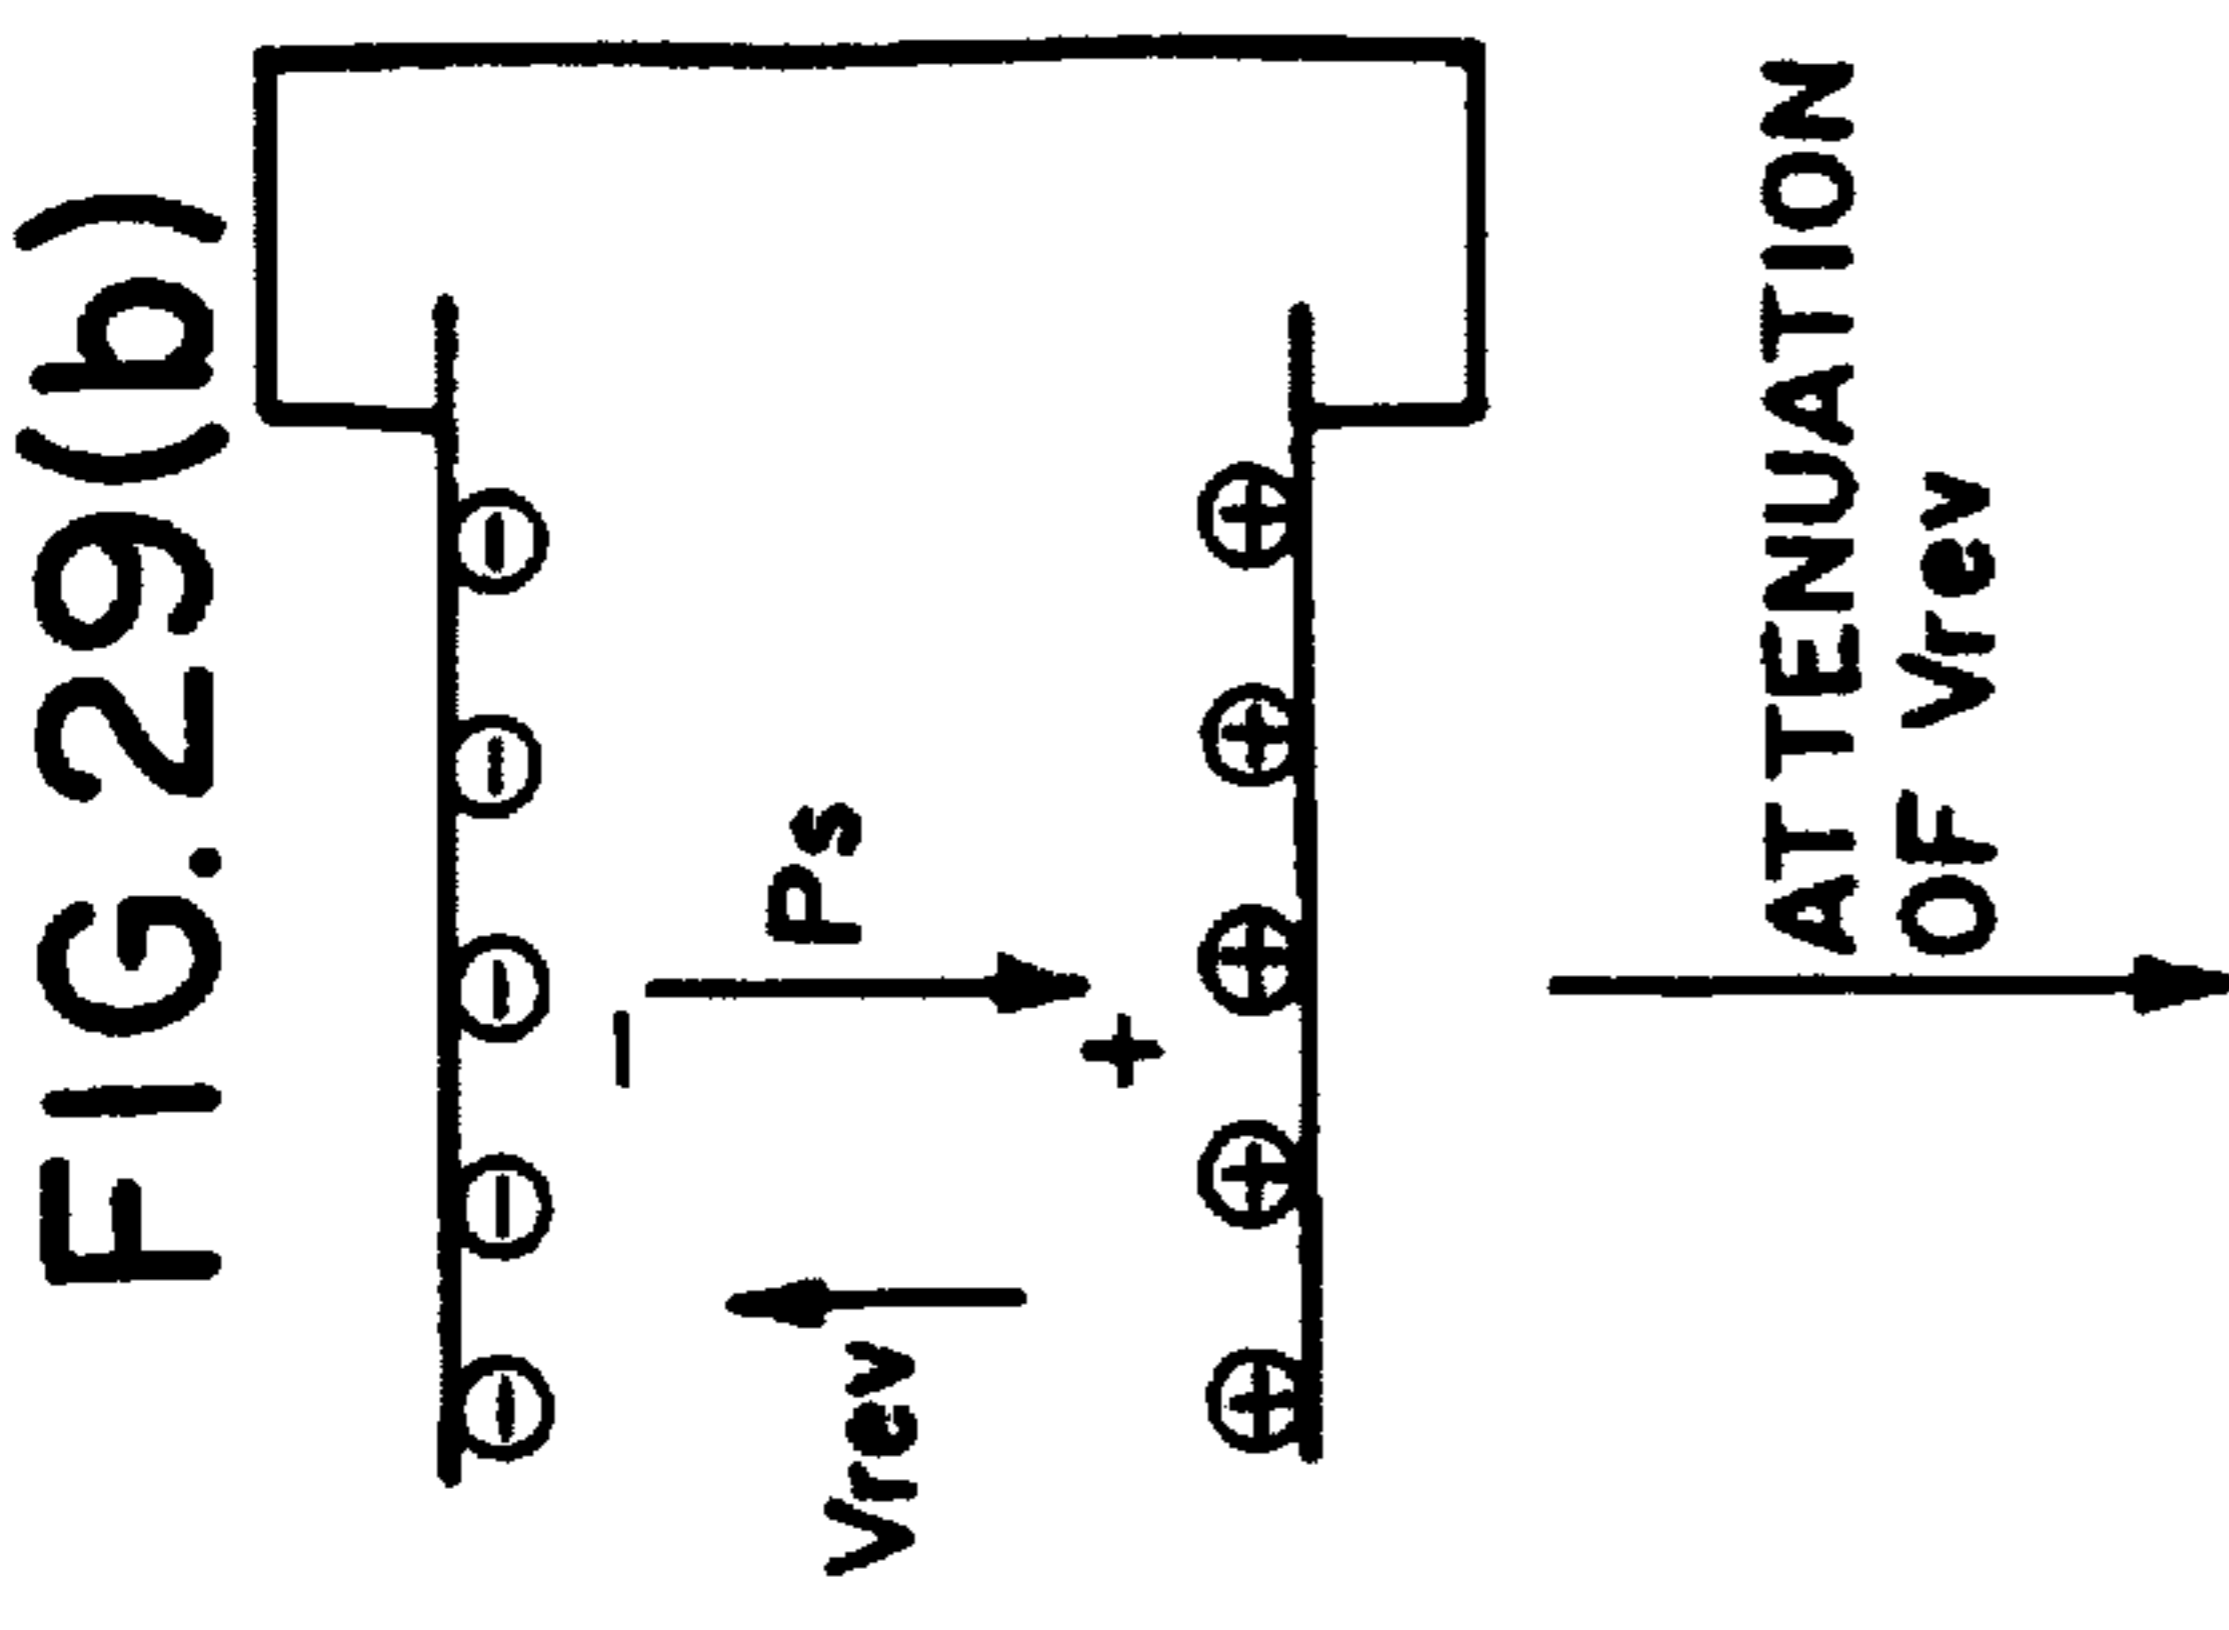 FIG. 29(b)
⊖ ⊖ ⊖ ⊖ ⊖
−
Ps
Vrev
+
⊕ ⊕ ⊕ ⊕ ⊕
ATTENUATION
OF Vrev